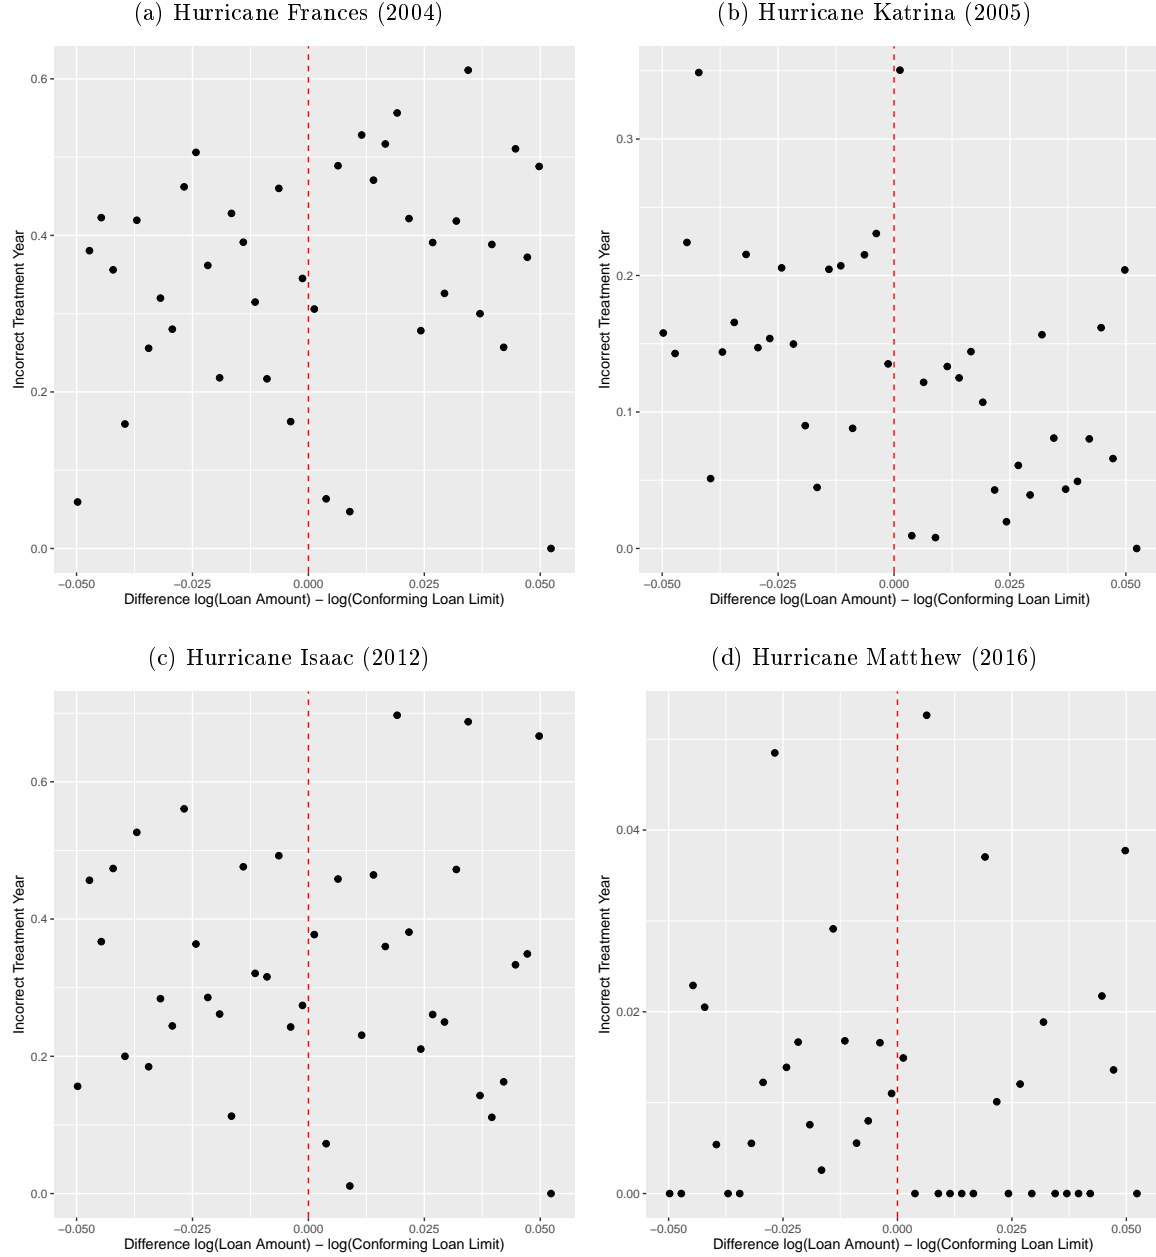 (a) Hurricane Frances (2004)
(b) Hurricane Katrina (2005)
Incorrect Treatment Year
0.6
0.4
0.2
0.0
−0.050 −0.025 0.000 0.025 0.050
Difference log(Loan Amount) − log(Conforming Loan Limit)
Incorrect Treatment Year
0.3
0.2
0.1
0.0
−0.050 −0.025 0.000 0.025 0.050
Difference log(Loan Amount) − log(Conforming Loan Limit)
(c) Hurricane Isaac (2012)
(d) Hurricane Matthew (2016)
Incorrect Treatment Year
0.6
0.4
0.2
0.0
−0.050 −0.025 0.000 0.025 0.050
Difference log(Loan Amount) − log(Conforming Loan Limit)
Incorrect Treatment Year
0.04
0.02
0.00
−0.050 −0.025 0.000 0.025 0.050
Difference log(Loan Amount) − log(Conforming Loan Limit)